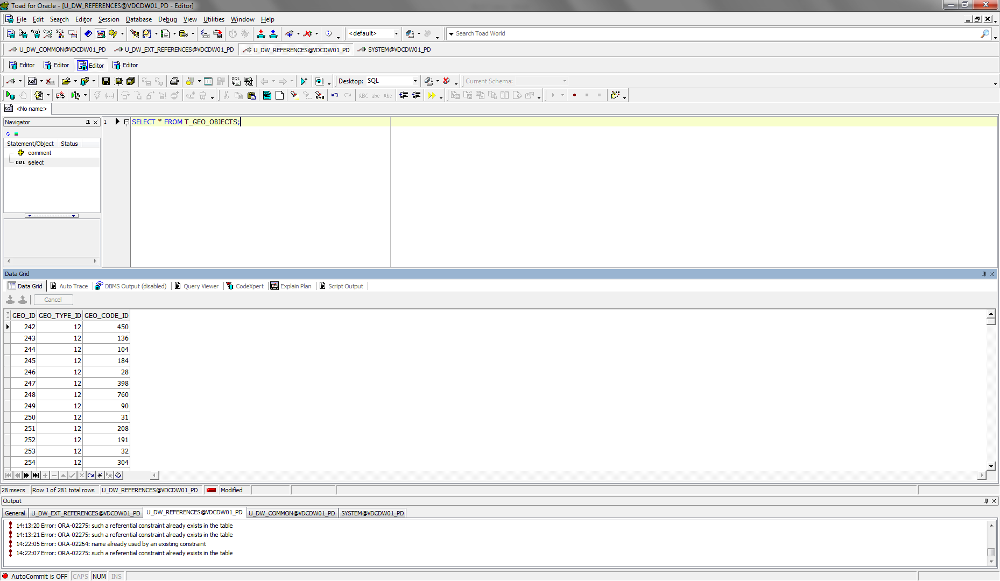 Toad for Oracle - [U_DW_REFERENCES@VDCDW01_PD - Editor]
File Edit Search Editor Session Database Debug View Utilities Window Help
SQL <default> Search Toad World
U_DW_COMMON@VDCDW01_PD U_DW_EXT_REFERENCES@VDCDW01_PD U_DW_REFERENCES@VDCDW01_PD SYSTEM@VDCDW01_PD
Editor Editor Editor Editor
SQL SQL SQL Desktop: SQL Current Schema:
ABC abc Abc
SQL <No name>
Navigator
1 SELECT * FROM T_GEO_OBJECTS;
Statement/Object Status
comment
DML select
Data Grid
Data Grid Auto Trace DBMS Output (disabled) Query Viewer CodeXpert Explain Plan Script Output
Cancel
GEO_ID GEO_TYPE_ID GEO_CODE_ID
242 12 450
243 12 136
244 12 104
245 12 184
246 12 28
247 12 398
248 12 760
249 12 90
250 12 31
251 12 208
252 12 191
253 12 32
254 12 304
28 msecs Row 1 of 281 total rows U_DW_REFERENCES@VDCDW01_PD Modified
Output
General U_DW_EXT_REFERENCES@VDCDW01_PD U_DW_REFERENCES@VDCDW01_PD U_DW_COMMON@VDCDW01_PD SYSTEM@VDCDW01_PD
14:13:20 Error: ORA-02275: such a referential constraint already exists in the table
14:13:21 Error: ORA-02275: such a referential constraint already exists in the table
14:22:05 Error: ORA-02264: name already used by an existing constraint
14:22:07 Error: ORA-02275: such a referential constraint already exists in the table
AutoCommit is OFF CAPS NUM INS